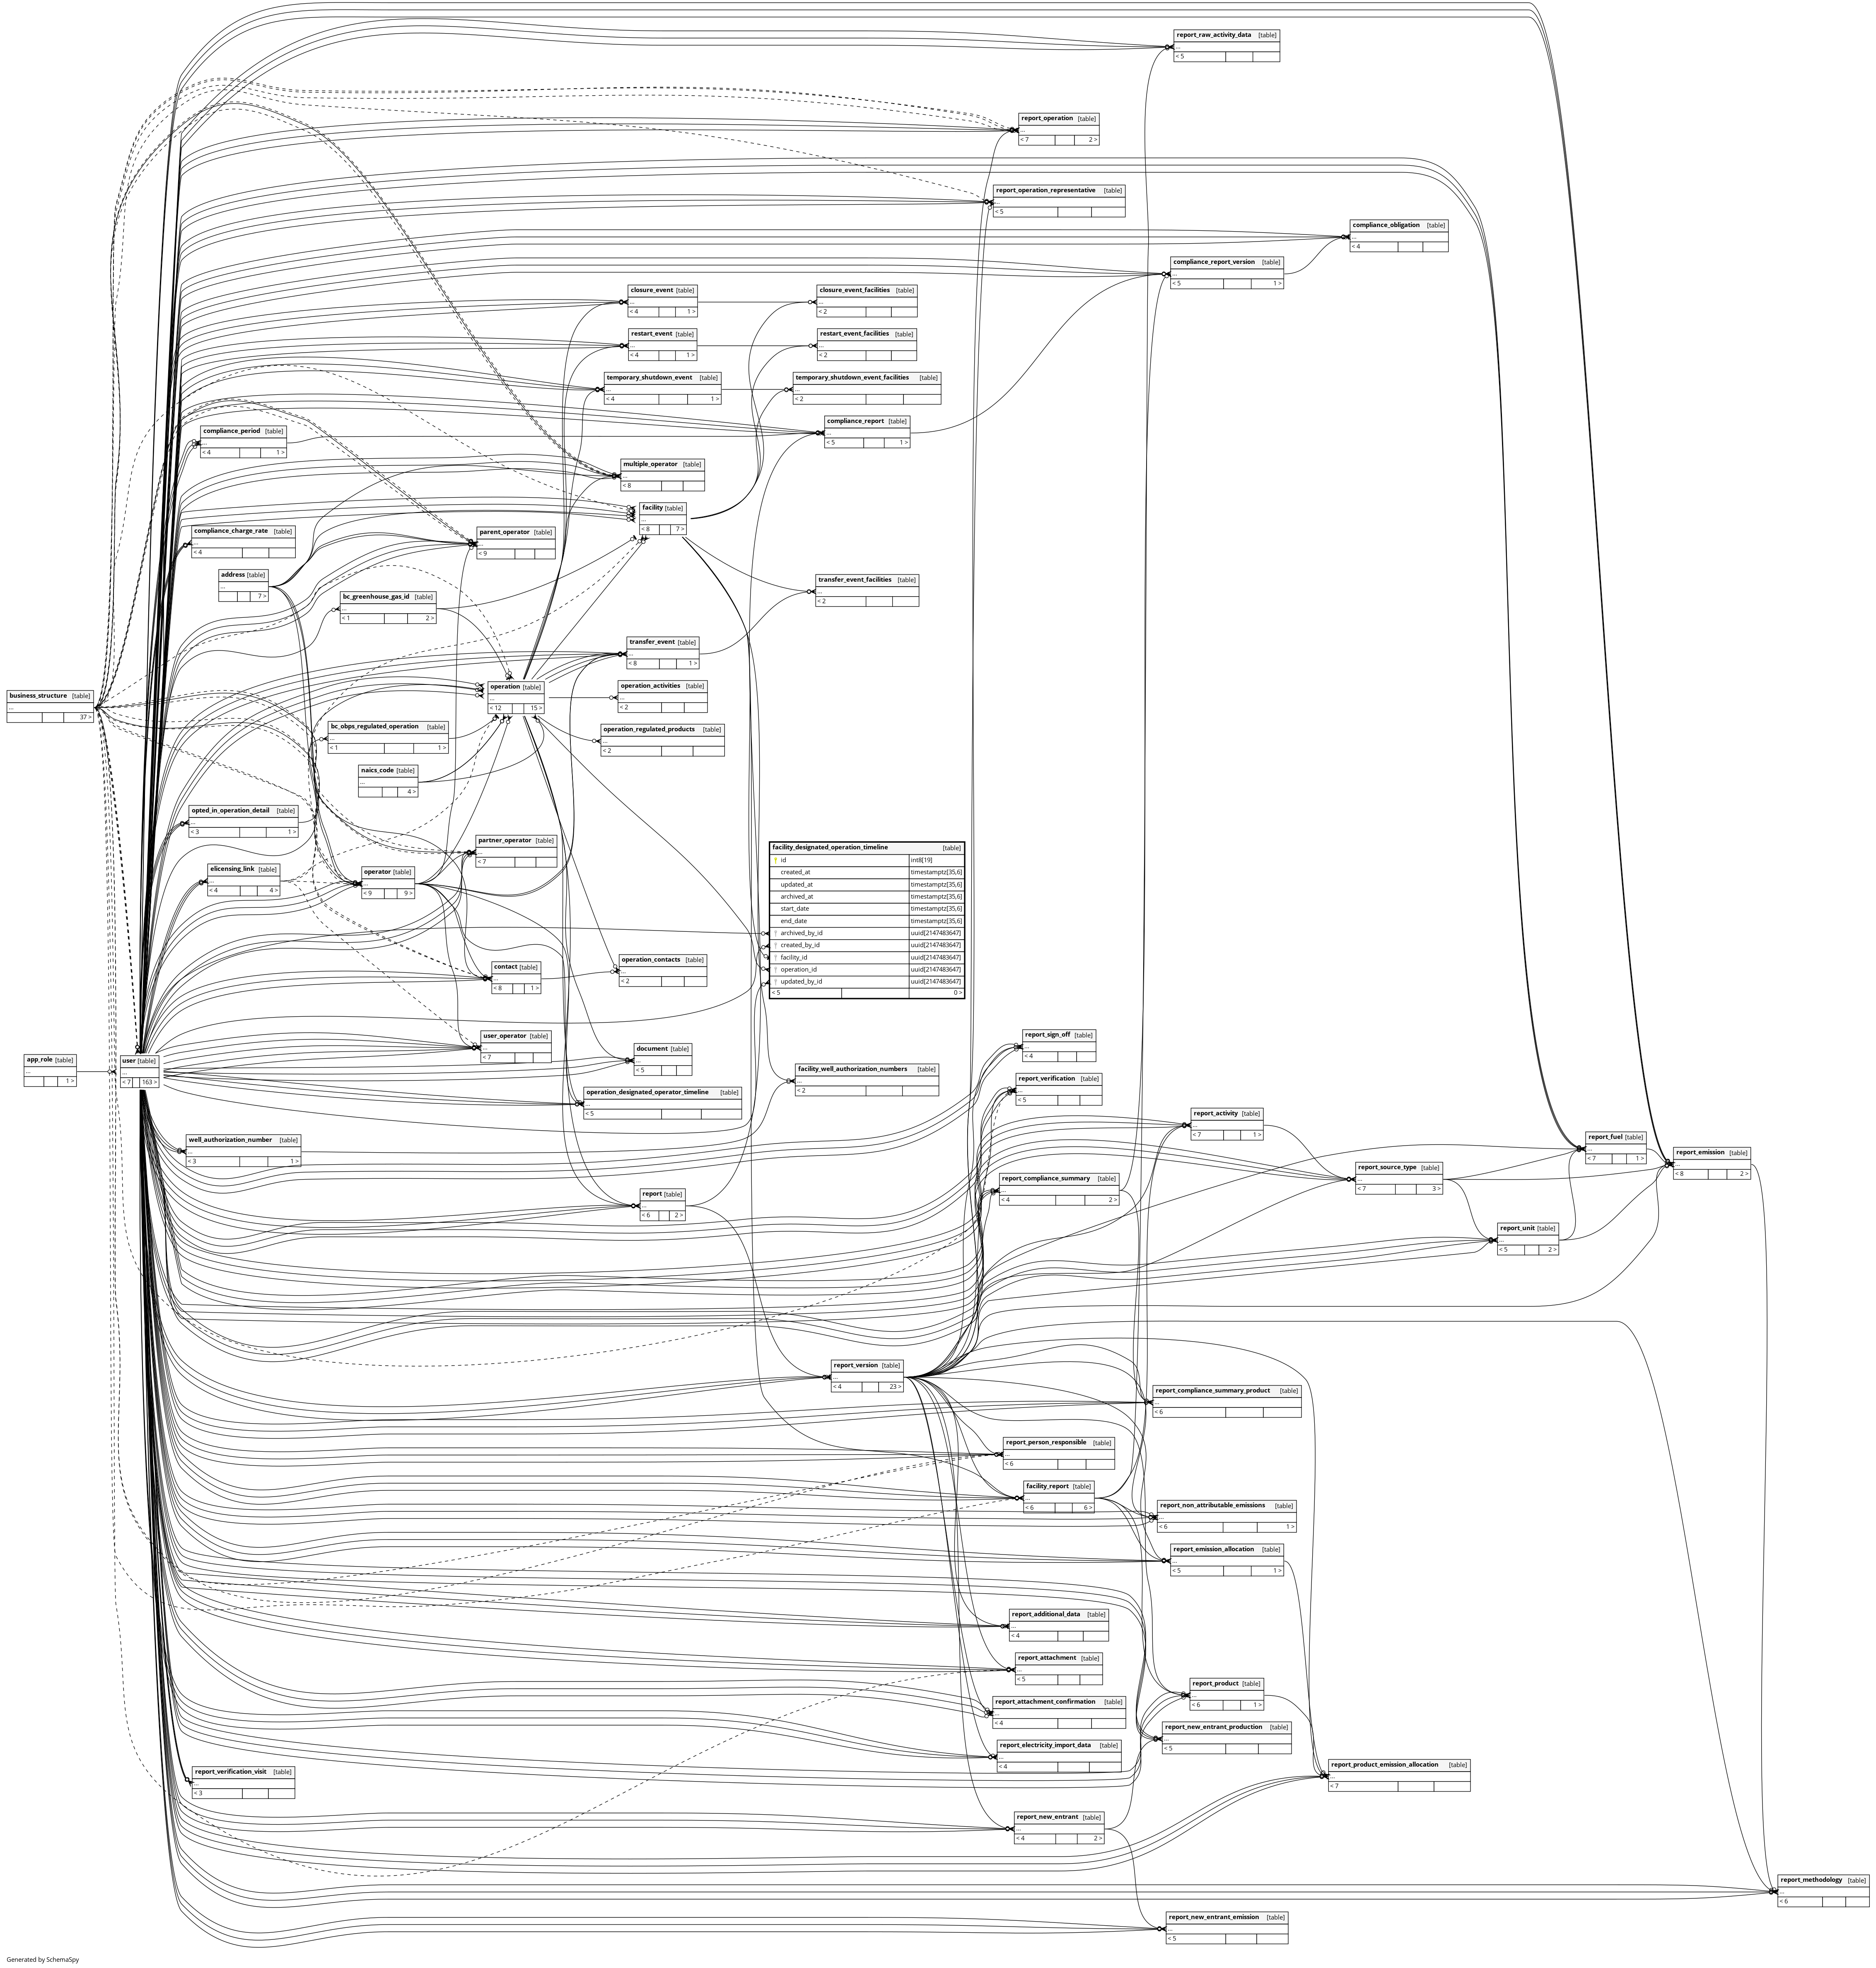 report_raw_activity_data [table]
...
< 5
report_operation [table]
...
< 7 2 >
report_operation_representative [table]
...
< 5
compliance_obligation [table]
...
< 4
compliance_report_version [table]
...
< 5 1 >
closure_event [table]
...
< 4 1 >
closure_event_facilities [table]
...
< 2
restart_event [table]
...
< 4 1 >
restart_event_facilities [table]
...
< 2
temporary_shutdown_event [table]
...
< 4 1 >
temporary_shutdown_event_facilities [table]
...
< 2
compliance_report [table]
...
< 5 1 >
compliance_period [table]
...
< 4 1 >
multiple_operator [table]
...
< 8
facility [table]
...
< 8 7 >
compliance_charge_rate [table]
...
< 4
parent_operator [table]
...
< 9
address [table]
...
7 >
transfer_event_facilities [table]
...
< 2
bc_greenhouse_gas_id [table]
...
< 1 2 >
transfer_event [table]
...
< 8 1 >
operation [table]
...
< 12 15 >
operation_activities [table]
...
< 2
business_structure [table]
...
37 >
bc_obps_regulated_operation [table]
...
< 1 1 >
operation_regulated_products [table]
...
< 2
naics_code [table]
...
4 >
opted_in_operation_detail [table]
...
< 3 1 >
partner_operator [table]
...
< 7
facility_designated_operation_timeline [table]
id int8[19]
created_at timestamptz[35,6]
updated_at timestamptz[35,6]
archived_at timestamptz[35,6]
start_date timestamptz[35,6]
end_date timestamptz[35,6]
archived_by_id uuid[2147483647]
created_by_id uuid[2147483647]
facility_id uuid[2147483647]
operation_id uuid[2147483647]
updated_by_id uuid[2147483647]
< 5 0 >
elicensing_link [table]
...
< 4 4 >
operator [table]
...
< 9 9 >
contact [table]
...
< 8 1 >
operation_contacts [table]
...
< 2
user_operator [table]
...
< 7
document [table]
...
< 5
app_role [table]
...
1 >
user [table]
...
< 7 163 >
facility_well_authorization_numbers [table]
...
< 2
operation_designated_operator_timeline [table]
...
< 5
report_sign_off [table]
...
< 4
report_verification [table]
...
< 5
report_activity [table]
...
< 7 1 >
well_authorization_number [table]
...
< 3 1 >
report_fuel [table]
...
< 7 1 >
report_emission [table]
...
< 8 2 >
report_source_type [table]
...
< 7 3 >
report_compliance_summary [table]
...
< 4 2 >
report [table]
...
< 6 2 >
report_unit [table]
...
< 5 2 >
report_version [table]
...
< 4 23 >
report_compliance_summary_product [table]
...
< 6
report_person_responsible [table]
...
< 6
facility_report [table]
...
< 6 6 >
report_non_attributable_emissions [table]
...
< 6 1 >
report_emission_allocation [table]
...
< 5 1 >
report_additional_data [table]
...
< 4
report_attachment [table]
...
< 5
report_product [table]
...
< 6 1 >
report_attachment_confirmation [table]
...
< 4
report_new_entrant_production [table]
...
< 5
report_electricity_import_data [table]
...
< 4
report_verification_visit [table]
...
< 3
report_product_emission_allocation [table]
...
< 7
report_new_entrant [table]
...
< 4 2 >
report_methodology [table]
...
< 6
report_new_entrant_emission [table]
...
< 5
Generated by SchemaSpy